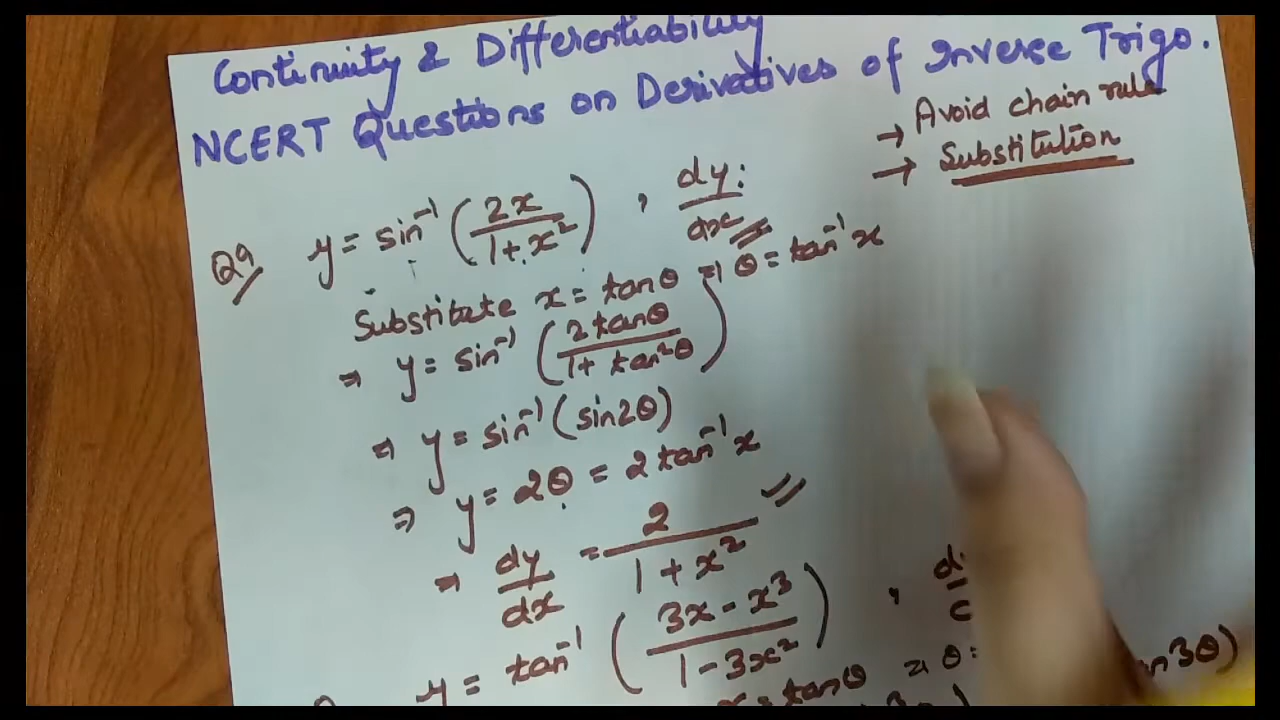 Continuity & Differentiability
NCERT Questions on Derivatives of Inverse Trigo.
→ Avoid chain rule
→ Substitution
Q9 y = sin⁻¹ (2x / 1+x²) , dy/dx :
Substitute x = tanθ ⇒ θ = tan⁻¹x
⇒ y = sin⁻¹ (2tanθ / 1+tan²θ)
⇒ y = sin⁻¹ (sin2θ)
⇒ y = 2θ = 2tan⁻¹x
⇒ dy/dx = 2 / 1+x²
y = tan⁻¹ (3x-x³ / 1-3x²) ,
x = tanθ ⇒ θ =
3θ)